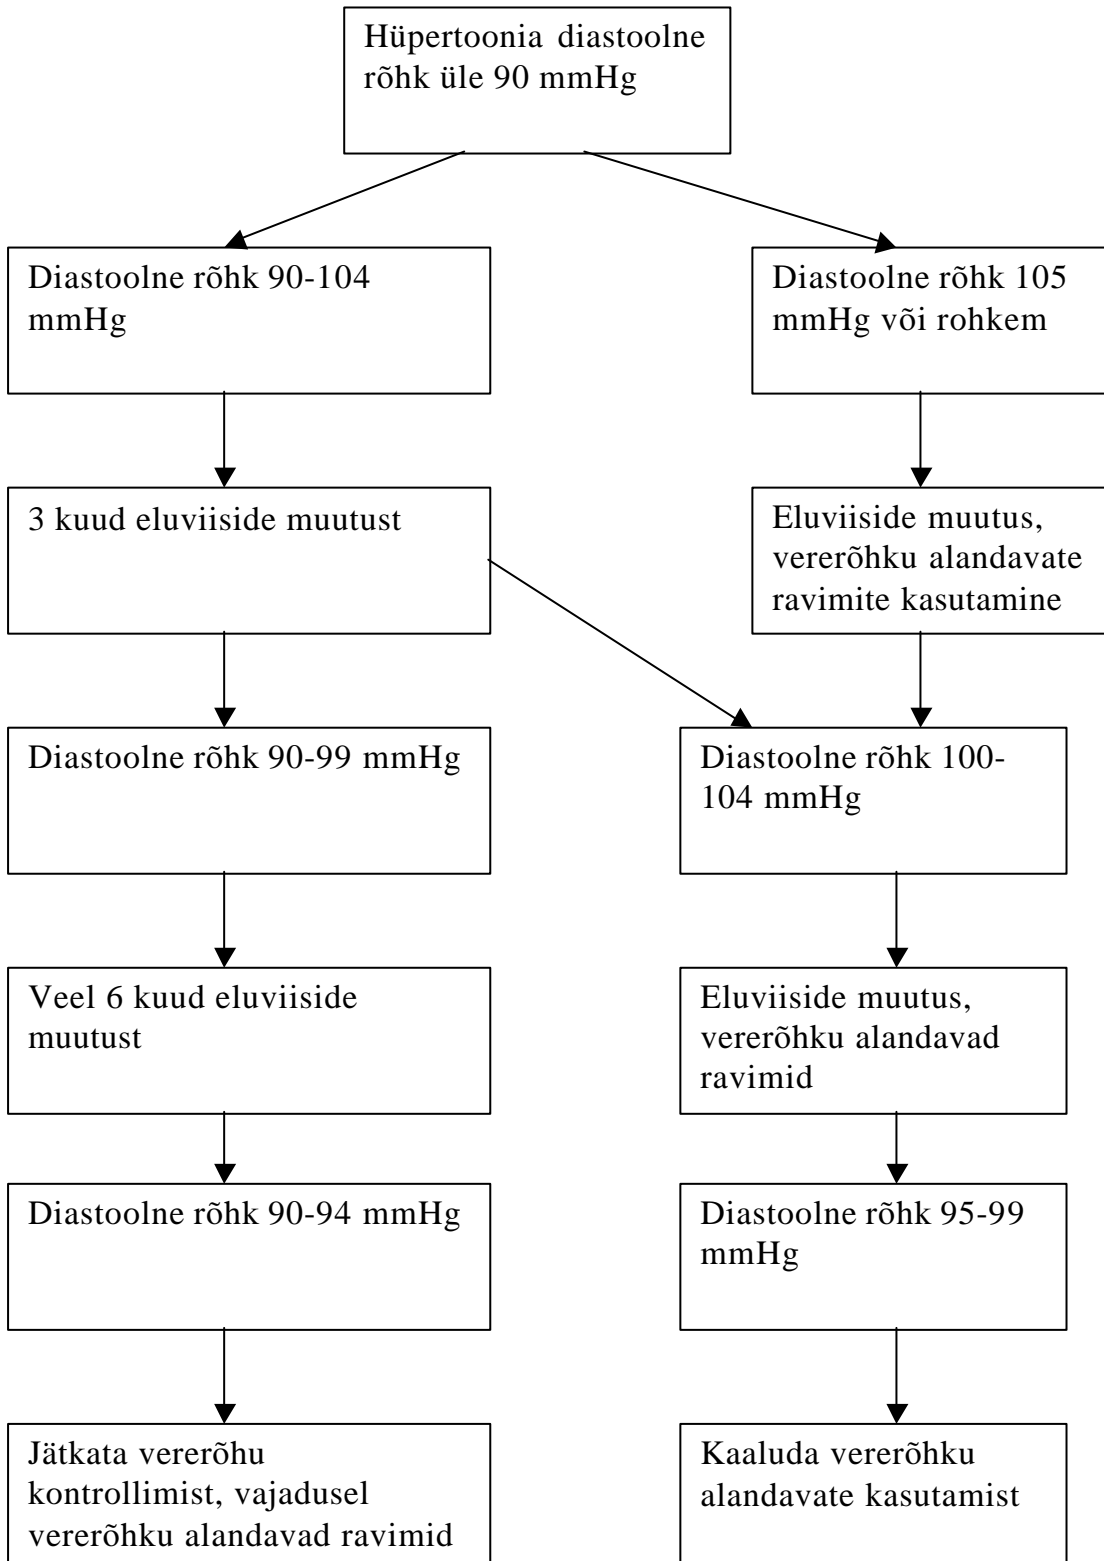 Hüpertoonia diastoolne
rõhk üle 90 mmHg
Diastoolne rõhk 90-104
mmHg
Diastoolne rõhk 105
mmHg või rohkem
3 kuud eluviiside muutust
Eluviiside muutus,
vererõhku alandavate
ravimite kasutamine
Diastoolne rõhk 90-99 mmHg
Diastoolne rõhk 100-
104 mmHg
Veel 6 kuud eluviiside
muutust
Eluviiside muutus,
vererõhku alandavad
ravimid
Diastoolne rõhk 90-94 mmHg
Diastoolne rõhk 95-99
mmHg
Jätkata vererõhu
kontrollimist, vajadusel
vererõhku alandavad ravimid
Kaaluda vererõhku
alandavate kasutamist